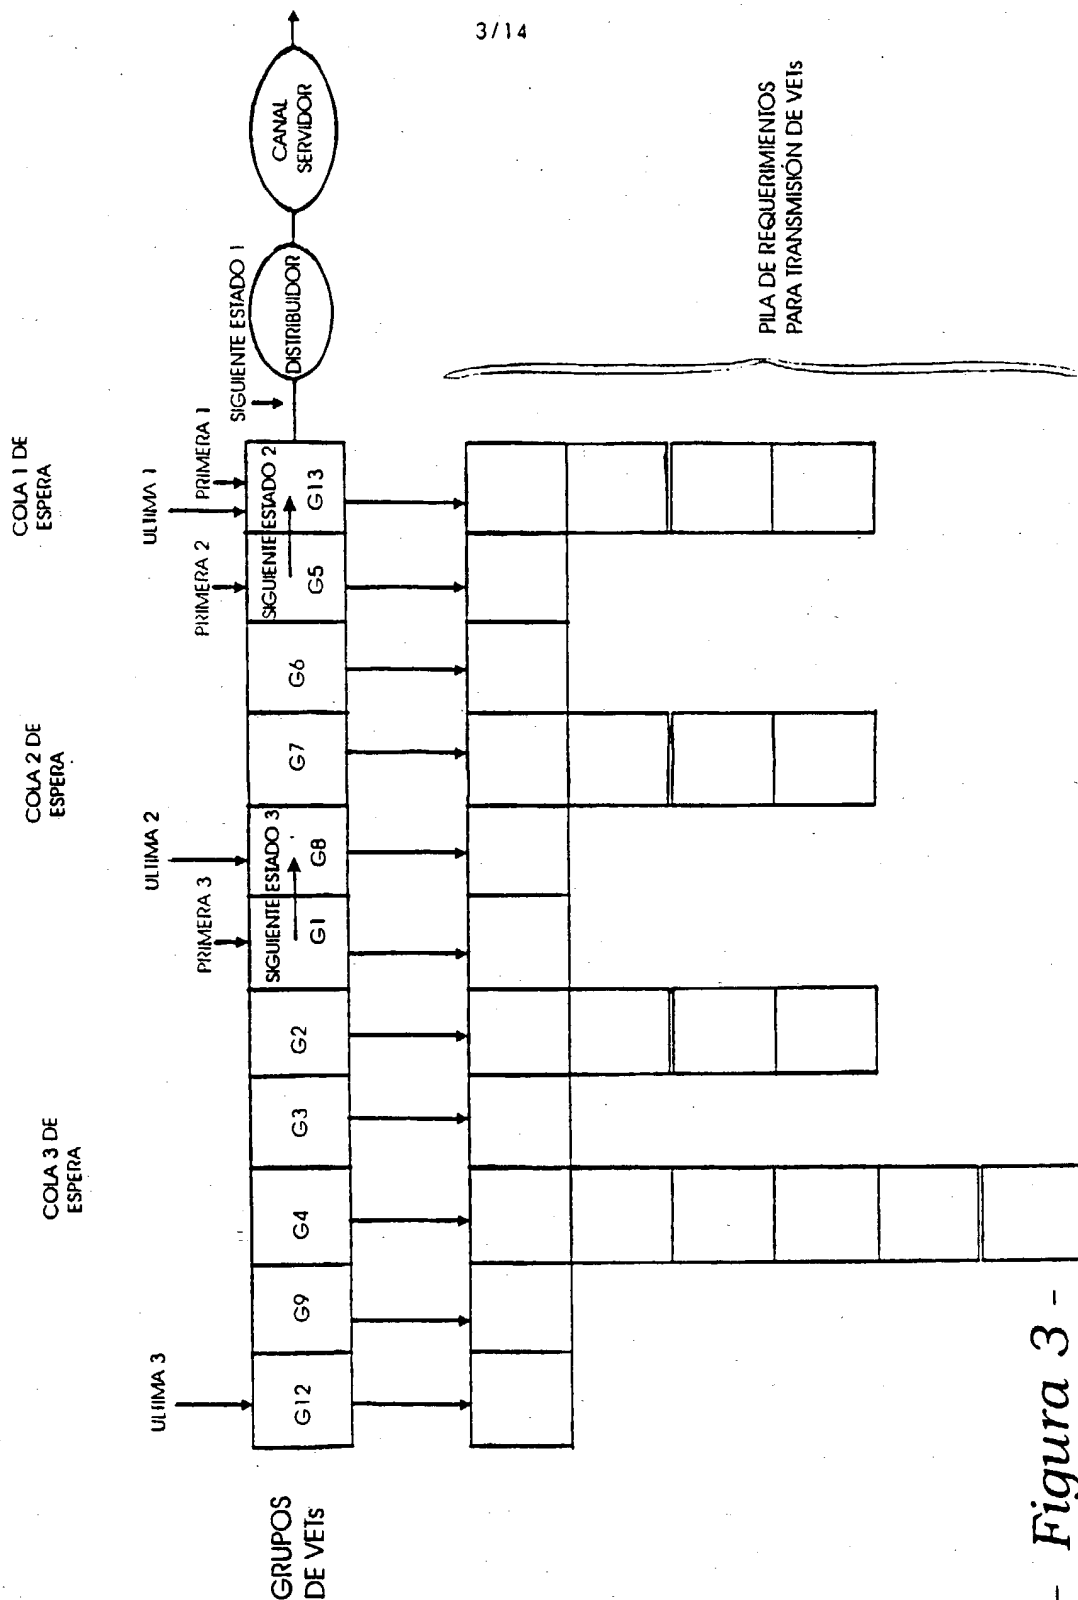 3/14
COLA 3 DE
ESPERA
COLA 2 DE
ESPERA
COLA 1 DE
ESPERA
ULTIMA 3
ULTIMA 2
ULTIMA 1
PRIMERA 3
PRIMERA 2
PRIMERA 1
SIGUIENTE ESTADO 1
GRUPOS
DE VETs
SIGUIENTE ESTADO 3
SIGUIENTE ESTADO 2
G12
G9
G4
G3
G2
G1
G8
G7
G6
G5
G13
DISTRIBUIDOR
CANAL
SERVIDOR
PILA DE REQUERIMIENTOS
PARA TRANSMISIÓN DE VETs
- Figura 3 -